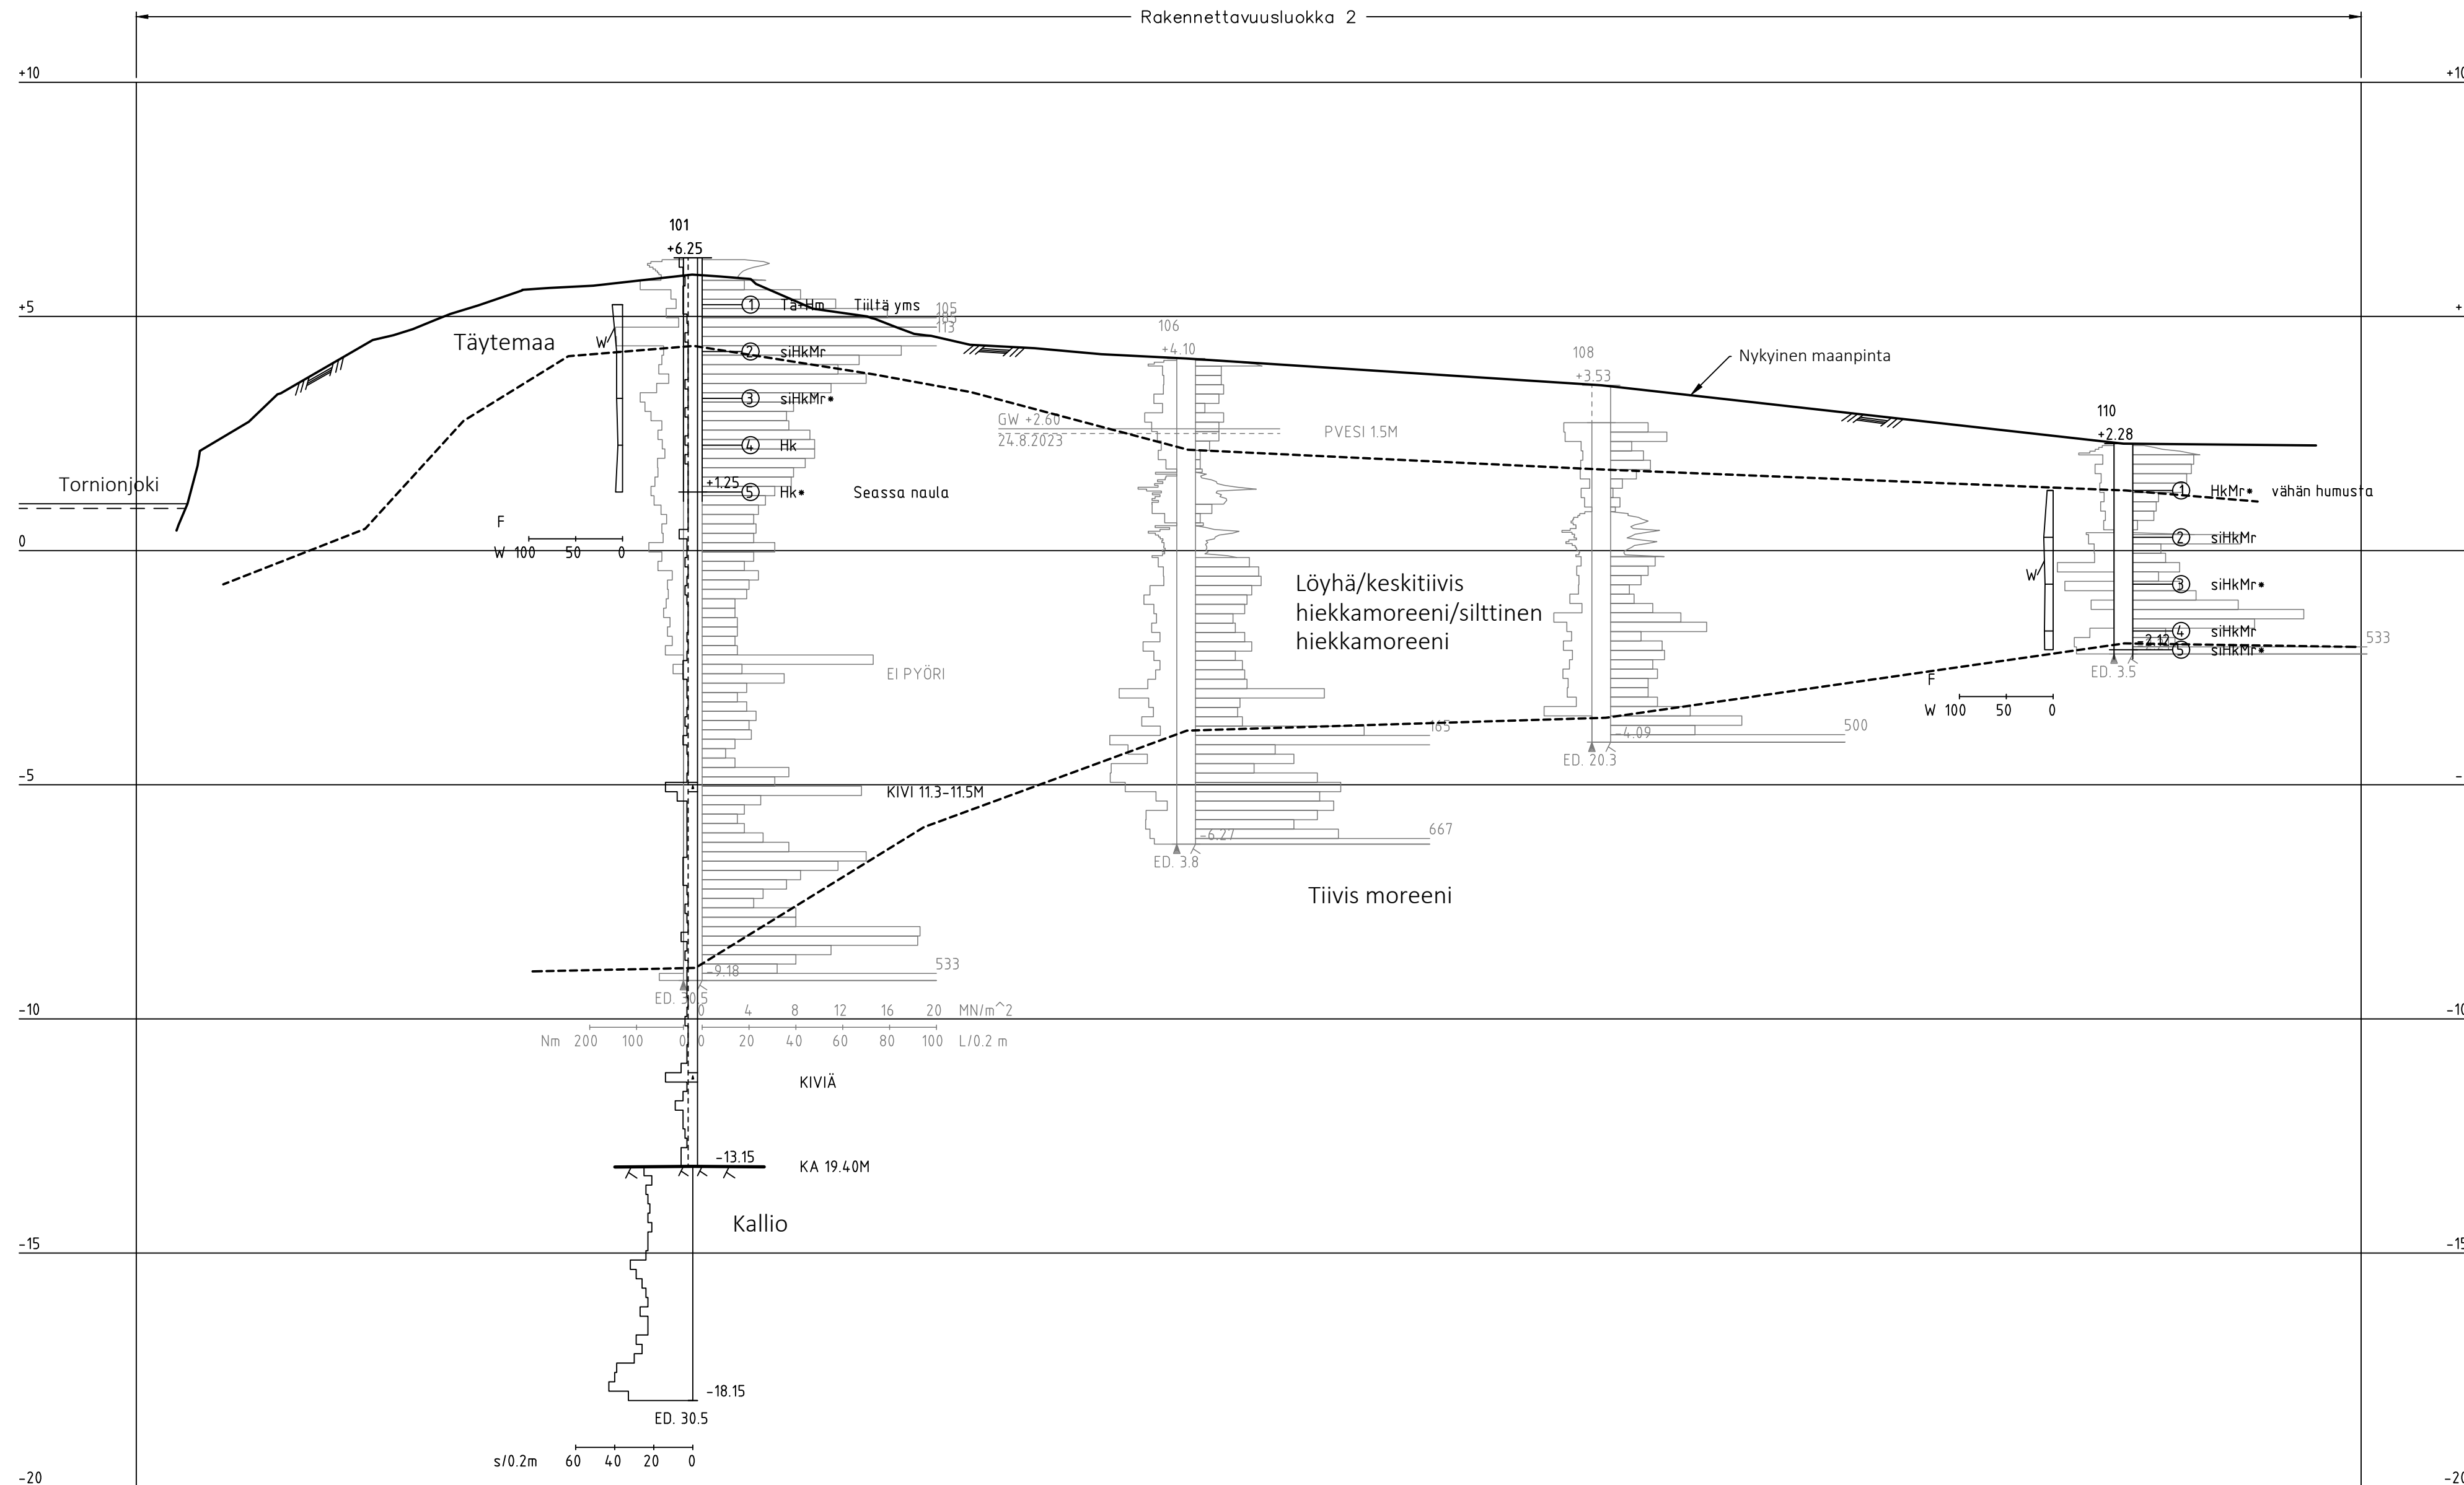 Rakennettavuusluokka 2
+10
+10
101
+6.25
+5
+
1 Ta+Hm Tiiltä yms
105
105
113
Täytemaa
W
2 siHkMr
106
+4.10
108
+3.53
Nykyinen maanpinta
3 siHkMr*
GW +2.60
24.8.2023
PVESI 1.5M
110
+2.28
4 Hk
Tornionjoki
+1.25
5 Hk* Seassa naula
1 HkMr* vähän humusta
F
W 100 50 0
0
2 siHkMr
W
3 siHkMr*
Löyhä/keskitiivis
hiekkamoreeni/silttinen
hiekkamoreeni
4 siHkMr
-2.12
5 siHkMr*
533
ED. 3.5
F
W 100 50 0
EI PYÖRI
165
500
-4.09
ED. 20.3
-5
-
KIVI 11.3-11.5M
667
-6.27
ED. 3.8
Tiivis moreeni
533
-9.18
ED. 30.5
0 4 8 12 16 20 MN/m^2
-10
-10
Nm 200 100 0 0 20 40 60 80 100 L/0.2 m
KIVIÄ
-13.15
KA 19.40M
Kallio
-15
-15
-18.15
ED. 30.5
s/0.2m 60 40 20 0
-20
-20